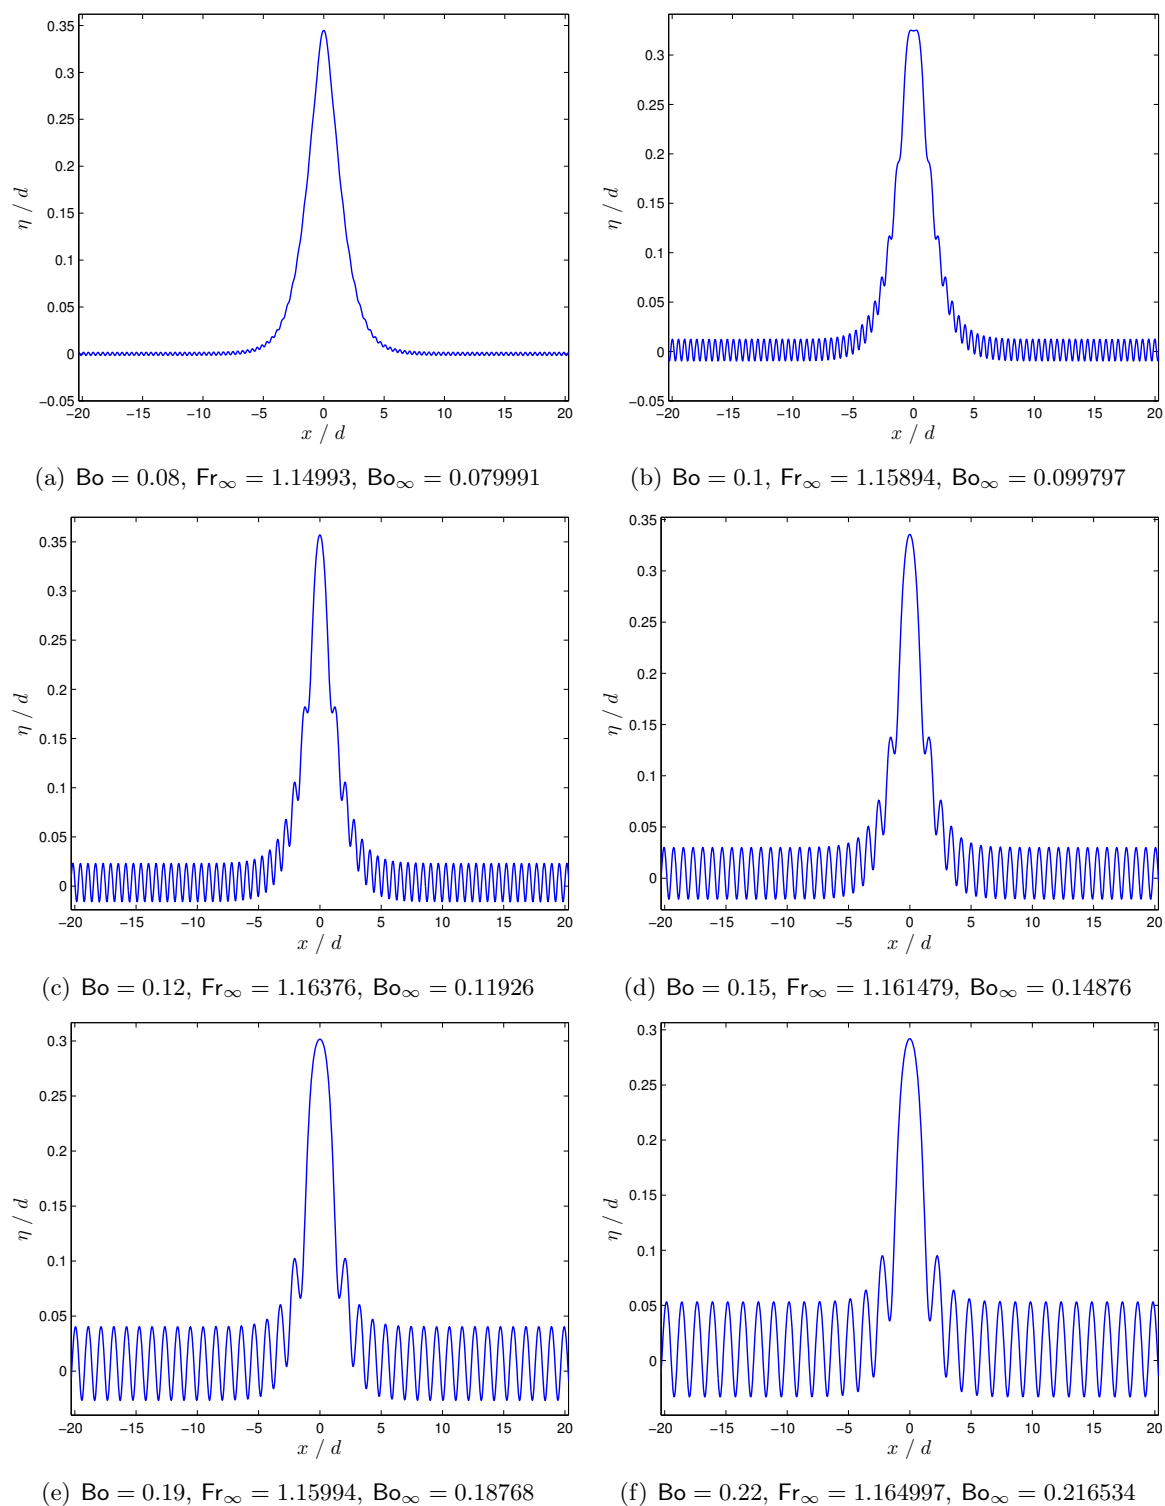 0.35
0.3
0.25
0.2
0.15
0.1
0.05
0
−0.05
η / d
−20 −15 −10 −5 0 5 10 15 20
x / d
(a) Bo = 0.08, Fr∞ = 1.14993, Bo∞ = 0.079991
0.3
0.25
0.2
0.15
0.1
0.05
0
−0.05
η / d
−20 −15 −10 −5 0 5 10 15 20
x / d
(b) Bo = 0.1, Fr∞ = 1.15894, Bo∞ = 0.099797
0.35
0.3
0.25
0.2
0.15
0.1
0.05
0
η / d
−20 −15 −10 −5 0 5 10 15 20
x / d
(c) Bo = 0.12, Fr∞ = 1.16376, Bo∞ = 0.11926
0.35
0.3
0.25
0.2
0.15
0.1
0.05
0
η / d
−20 −15 −10 −5 0 5 10 15 20
x / d
(d) Bo = 0.15, Fr∞ = 1.161479, Bo∞ = 0.14876
0.3
0.25
0.2
0.15
0.1
0.05
0
η / d
−20 −15 −10 −5 0 5 10 15 20
x / d
(e) Bo = 0.19, Fr∞ = 1.15994, Bo∞ = 0.18768
0.3
0.25
0.2
0.15
0.1
0.05
0
η / d
−20 −15 −10 −5 0 5 10 15 20
x / d
(f) Bo = 0.22, Fr∞ = 1.164997, Bo∞ = 0.216534